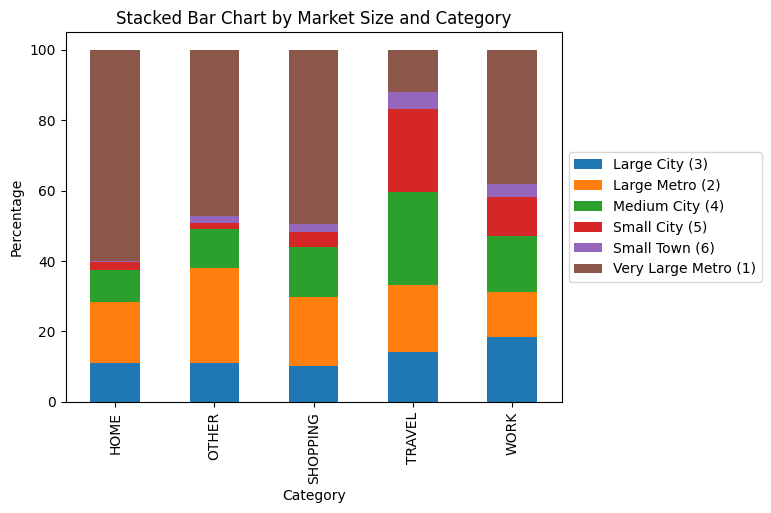 Stacked Bar Chart by Market Size and Category
Percentage
100
80
60
40
20
0
HOME
OTHER
SHOPPING
TRAVEL
WORK
Category
Large City (3)
Large Metro (2)
Medium City (4)
Small City (5)
Small Town (6)
Very Large Metro (1)